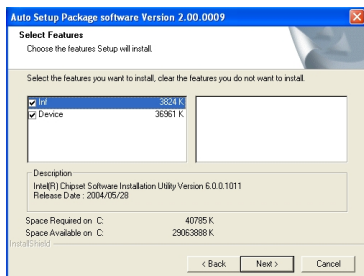 Auto Setup Package software Version 2.00.0009
Select Features
Choose the features Setup will install.
Select the features you want to install, clear the features you do not want to install.
Inf 3824 K
Device 36961 K
Description
Intel(R) Chipset Software Installation Utility Version 6.0.0.1011
Release Date : 2004/05/28
Space Required on C: 40785 K
Space Available on C: 29063888 K
InstallShield
< Back Next > Cancel